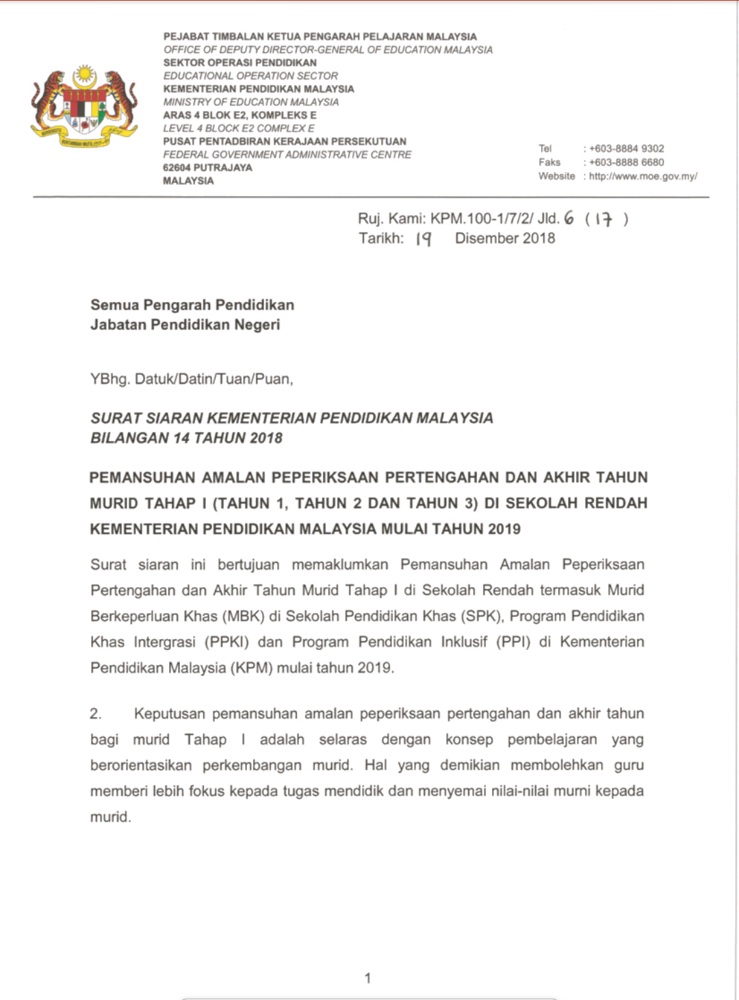 PEJABAT TIMBALAN KETUA PENGARAH PELAJARAN MALAYSIA
OFFICE OF DEPUTY DIRECTOR-GENERAL OF EDUCATION MALAYSIA
SEKTOR OPERASI PENDIDIKAN
EDUCATIONAL OPERATION SECTOR
KEMENTERIAN PENDIDIKAN MALAYSIA
MINISTRY OF EDUCATION MALAYSIA
ARAS 4 BLOK E2, KOMPLEKS E
LEVEL 4 BLOCK E2 COMPLEX E
PUSAT PENTADBIRAN KERAJAAN PERSEKUTUAN
FEDERAL GOVERNMENT ADMINISTRATIVE CENTRE
62604 PUTRAJAYA
MALAYSIA
Tel : +603-8884 9302
Faks : +603-8888 6680
Website : http://www.moe.gov.my/
Ruj. Kami: KPM.100-1/7/2/ Jld. 6 ( 17 )
Tarikh: 19 Disember 2018
Semua Pengarah Pendidikan
Jabatan Pendidikan Negeri
YBhg. Datuk/Datin/Tuan/Puan,
SURAT SIARAN KEMENTERIAN PENDIDIKAN MALAYSIA
BILANGAN 14 TAHUN 2018
PEMANSUHAN AMALAN PEPERIKSAAN PERTENGAHAN DAN AKHIR TAHUN
MURID TAHAP I (TAHUN 1, TAHUN 2 DAN TAHUN 3) DI SEKOLAH RENDAH
KEMENTERIAN PENDIDIKAN MALAYSIA MULAI TAHUN 2019
Surat siaran ini bertujuan memaklumkan Pemansuhan Amalan Peperiksaan
Pertengahan dan Akhir Tahun Murid Tahap I di Sekolah Rendah termasuk Murid
Berkeperluan Khas (MBK) di Sekolah Pendidikan Khas (SPK), Program Pendidikan
Khas Intergrasi (PPKI) dan Program Pendidikan Inklusif (PPI) di Kementerian
Pendidikan Malaysia (KPM) mulai tahun 2019.
2. Keputusan pemansuhan amalan peperiksaan pertengahan dan akhir tahun
bagi murid Tahap I adalah selaras dengan konsep pembelajaran yang
berorientasikan perkembangan murid. Hal yang demikian membolehkan guru
memberi lebih fokus kepada tugas mendidik dan menyemai nilai-nilai murni kepada
murid.
1